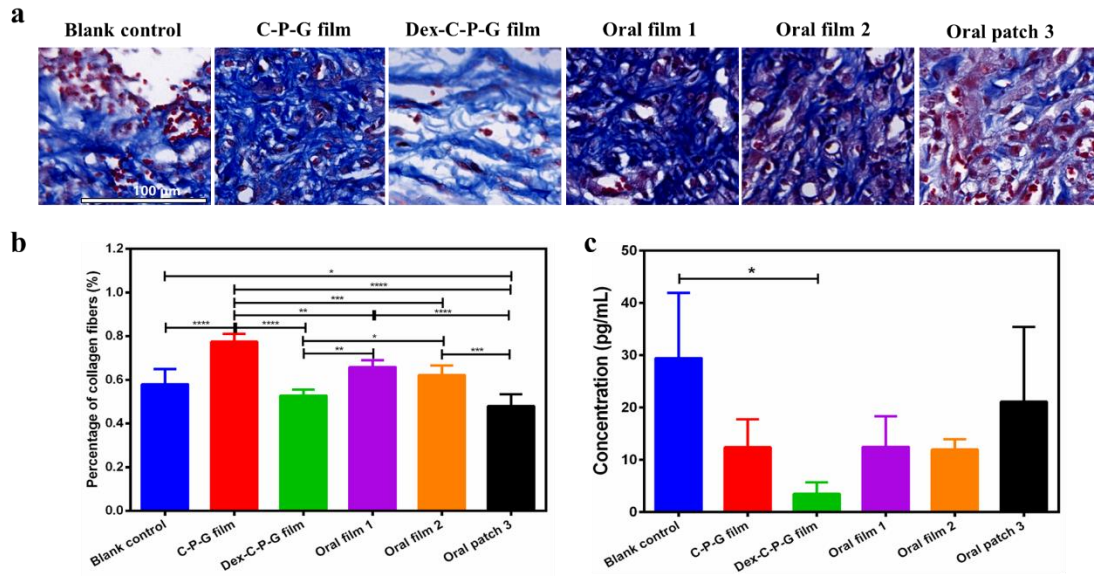 a
Blank control C-P-G film Dex-C-P-G film Oral film 1 Oral film 2 Oral patch 3
100 µm
b
Percentage of collagen fibers (%)
1.2
1.0
0.8
0.6
0.4
0.2
0.0
*
****
***
** ****
**** ****
*
** ***
Blank control C-P-G film Dex-C-P-G film Oral film 1 Oral film 2 Oral patch 3
c
Concentration (pg/mL)
50
40
30
20
10
0
*
Blank control C-P-G film Dex-C-P-G film Oral film 1 Oral film 2 Oral patch 3